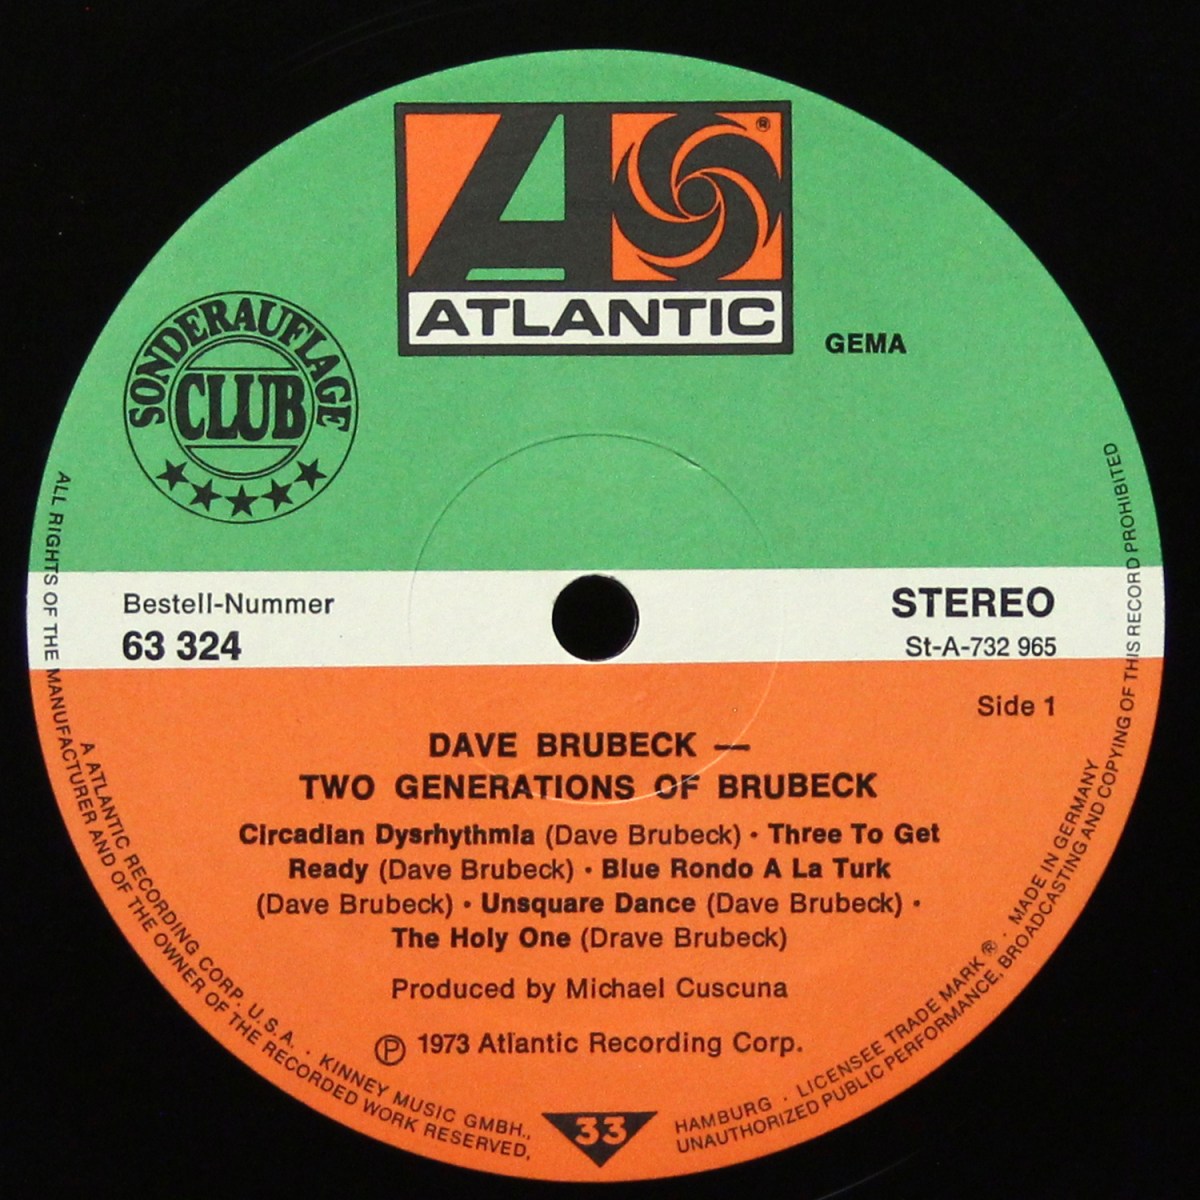 ATLANTIC
®
GEMA
SONDERAUFLAGE
CLUB
Bestell-Nummer
63 324
STEREO
St-A-732 965
Side 1
DAVE BRUBECK —
TWO GENERATIONS OF BRUBECK
Circadian Dysrhythmia (Dave Brubeck) · Three To Get
Ready (Dave Brubeck) · Blue Rondo A La Turk
(Dave Brubeck) · Unsquare Dance (Dave Brubeck) ·
The Holy One (Drave Brubeck)
Produced by Michael Cuscuna
Ⓟ 1973 Atlantic Recording Corp.
33
ALL RIGHTS OF THE MANUFACTURER AND OF THE OWNER OF THE RECORDED WORK RESERVED,
UNAUTHORIZED PUBLIC PERFORMANCE, BROADCASTING AND COPYING OF THIS RECORD PROHIBITED
A ATLANTIC RECORDING CORP. U.S.A. · KINNEY MUSIC GMBH.,
HAMBURG · LICENSEE TRADE MARK ® · MADE IN GERMANY